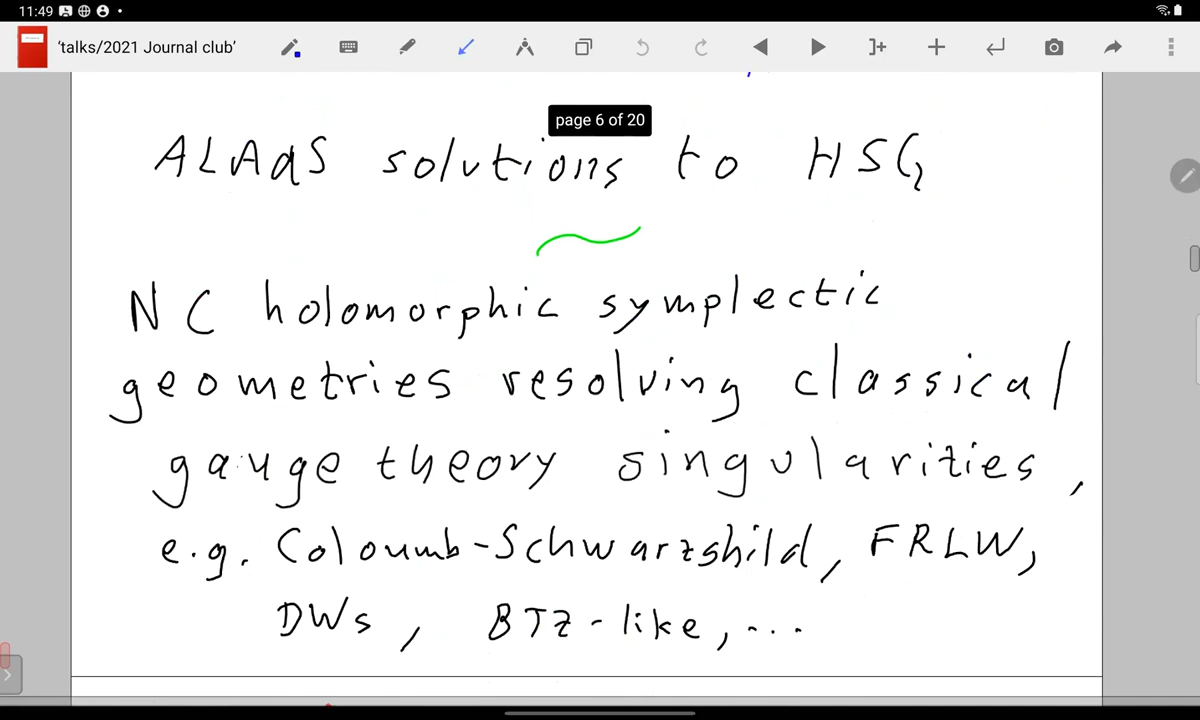 11:49
‘talks/2021 Journal club’
page 6 of 20
ALAdS solutions to HSG
NC holomorphic symplectic
geometries resolving classical
gauge theory singularities,
e.g. Coloumb-Schwarzshild, FRLW,
DWs, BTZ-like, ...